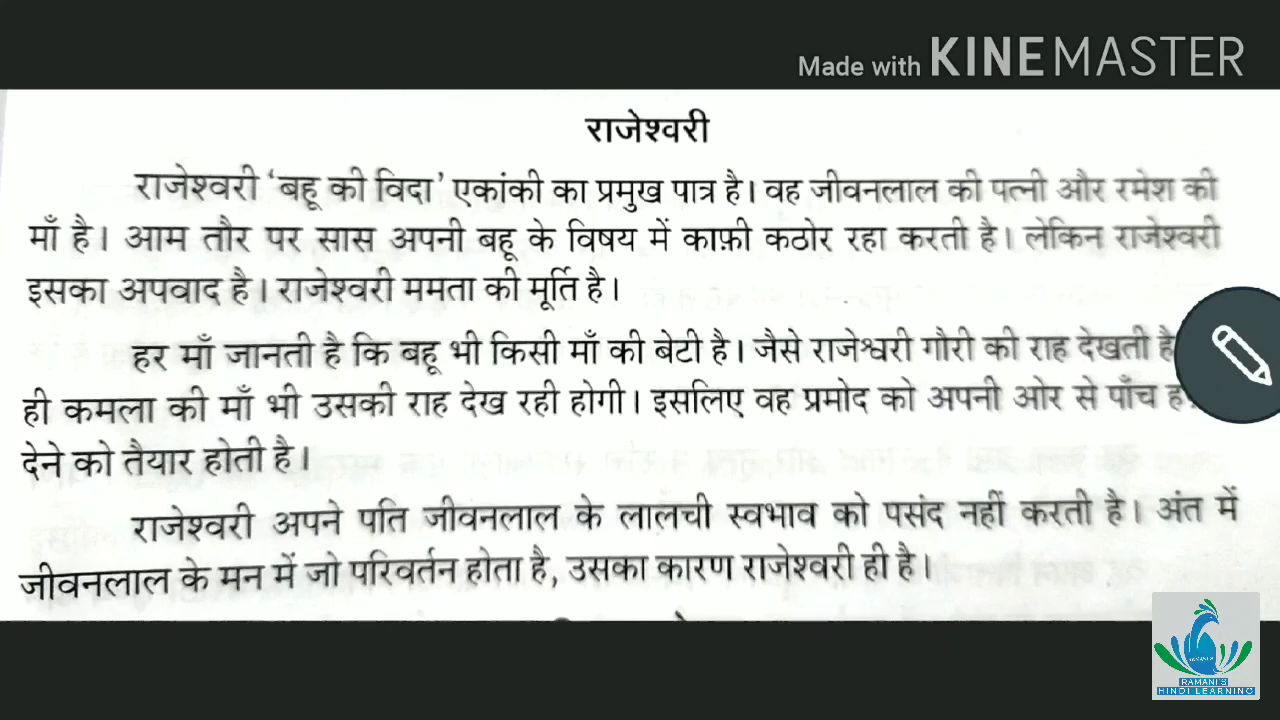 Made with KINEMASTER
राजेश्वरी
राजेश्वरी ‘बहू की विदा’ एकांकी का प्रमुख पात्र है। वह जीवनलाल की पत्नी और रमेश की
माँ है। आम तौर पर सास अपनी बहू के विषय में काफ़ी कठोर रहा करती है। लेकिन राजेश्वरी
इसका अपवाद है। राजेश्वरी ममता की मूर्ति है।
हर माँ जानती है कि बहू भी किसी माँ की बेटी है। जैसे राजेश्वरी गौरी की राह देखती है
ही कमला की माँ भी उसकी राह देख रही होगी। इसलिए वह प्रमोद को अपनी ओर से पाँच
देने को तैयार होती है।
राजेश्वरी अपने पति जीवनलाल के लालची स्वभाव को पसंद नहीं करती है। अंत में
जीवनलाल के मन में जो परिवर्तन होता है, उसका कारण राजेश्वरी ही है।
RAMANI'S
HINDI LEARNING